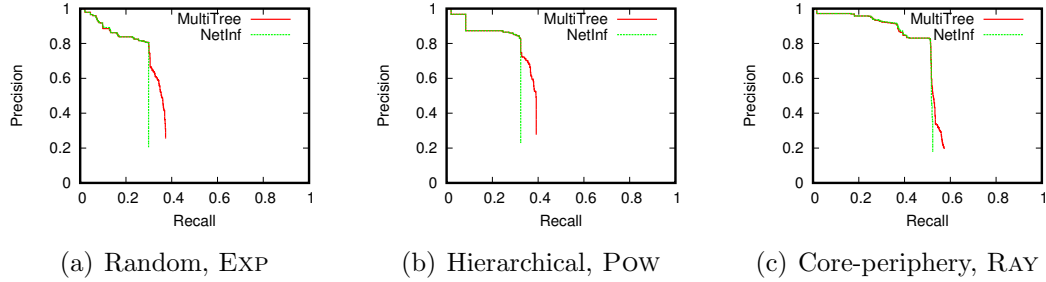 MultiTree
NetInf
Precision
1
0.8
0.6
0.4
0.2
0
0 0.2 0.4 0.6 0.8 1
Recall
(a) Random, EXP
MultiTree
NetInf
Precision
1
0.8
0.6
0.4
0.2
0
0 0.2 0.4 0.6 0.8 1
Recall
(b) Hierarchical, POW
MultiTree
NetInf
Precision
1
0.8
0.6
0.4
0.2
0
0 0.2 0.4 0.6 0.8 1
Recall
(c) Core-periphery, RAY